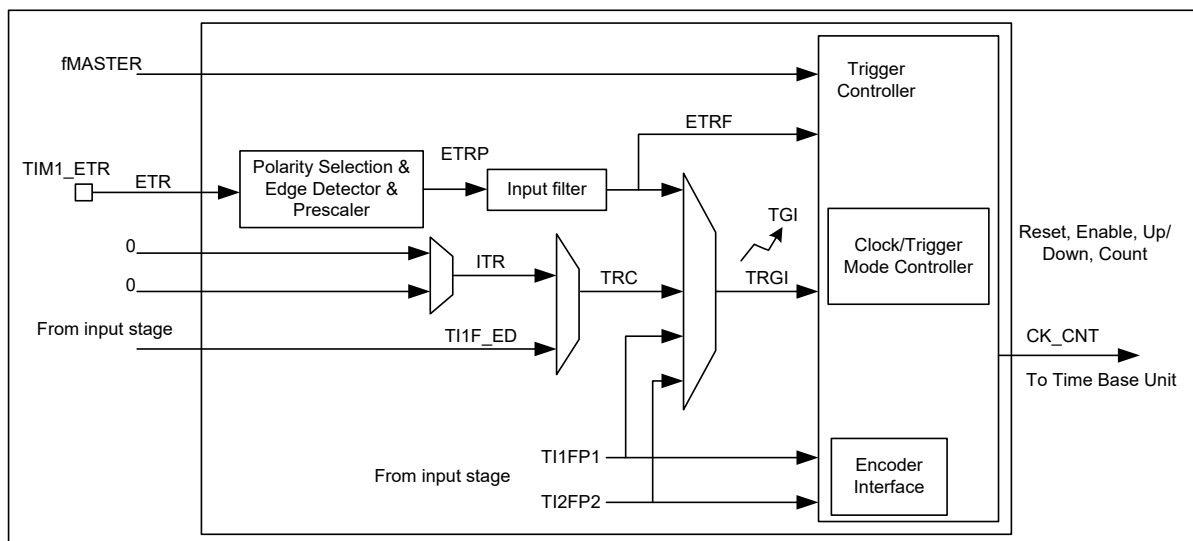 fMASTER
Trigger
Controller
ETRF
TIM1_ETR
ETR
Polarity Selection &
Edge Detector &
Prescaler
ETRP
Input filter
TGI
Clock/Trigger
Mode Controller
Reset, Enable, Up/
Down, Count
0
ITR
0
TRC
TRGI
From input stage
TI1F_ED
CK_CNT
To Time Base Unit
From input stage
TI1FP1
TI2FP2
Encoder
Interface